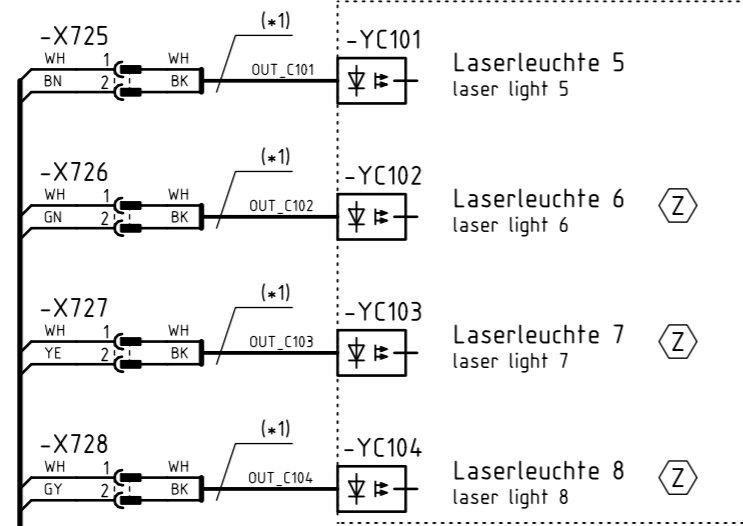 (*1)
-X725
-YC101
WH 1 WH
OUT_C101
Laserleuchte 5
BN 2 BK
laser light 5
(*1)
-X726
-YC102
WH 1 WH
OUT_C102
Laserleuchte 6 Z
GN 2 BK
laser light 6
(*1)
-X727
-YC103
WH 1 WH
OUT_C103
Laserleuchte 7 Z
YE 2 BK
laser light 7
(*1)
-X728
-YC104
WH 1 WH
OUT_C104
Laserleuchte 8 Z
GY 2 BK
laser light 8